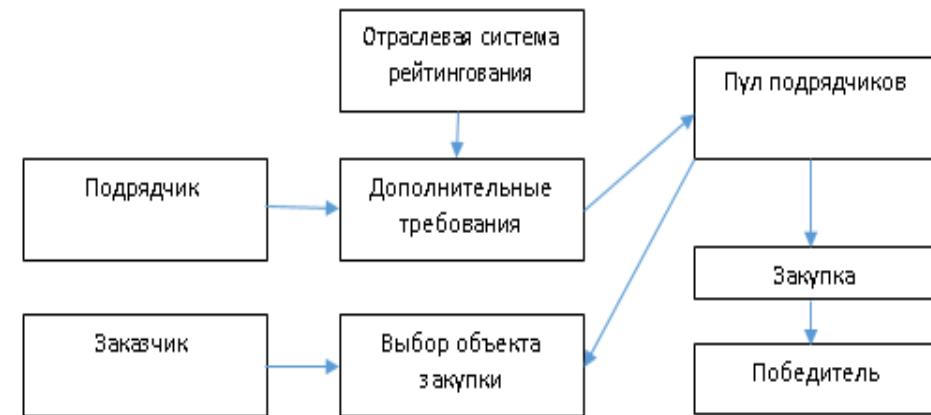 Отраслевая система
рейтингования
Пул подрядчиков
Подрядчик
Дополнительные
требования
Закупка
Заказчик
Выбор объекта
закупки
Победитель